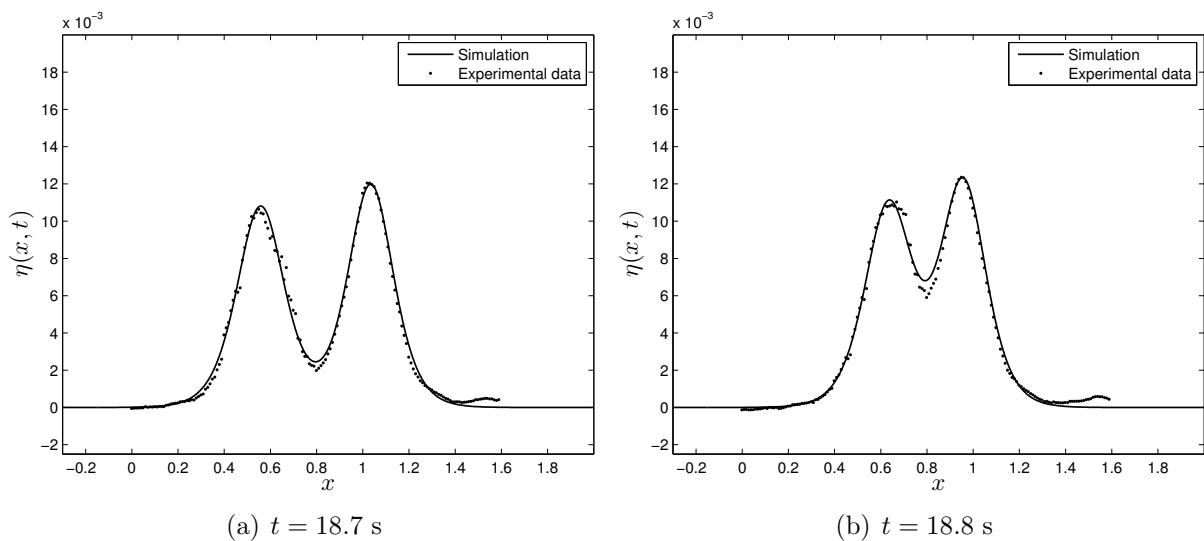 x 10⁻³
18
16
14
12
10
8
6
4
2
0
−2
η(x, t)
−0.2 0 0.2 0.4 0.6 0.8 1 1.2 1.4 1.6 1.8
x
Simulation
Experimental data
(a) t = 18.7 s
x 10⁻³
18
16
14
12
10
8
6
4
2
0
−2
η(x, t)
−0.2 0 0.2 0.4 0.6 0.8 1 1.2 1.4 1.6 1.8
x
Simulation
Experimental data
(b) t = 18.8 s